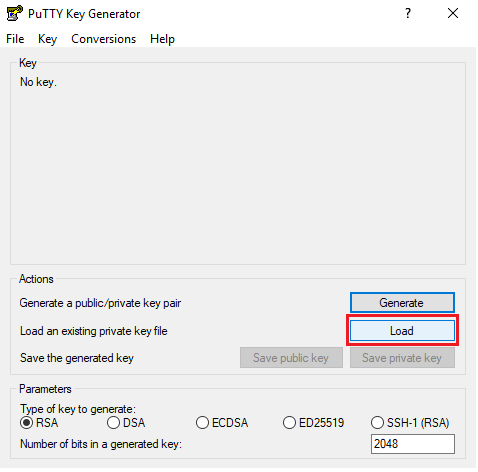 PuTTY Key Generator ?
File Key Conversions Help
Key
No key.
Actions
Generate a public/private key pair Generate
Load an existing private key file Load
Save the generated key Save public key Save private key
Parameters
Type of key to generate:
RSA DSA ECDSA ED25519 SSH-1 (RSA)
Number of bits in a generated key: 2048